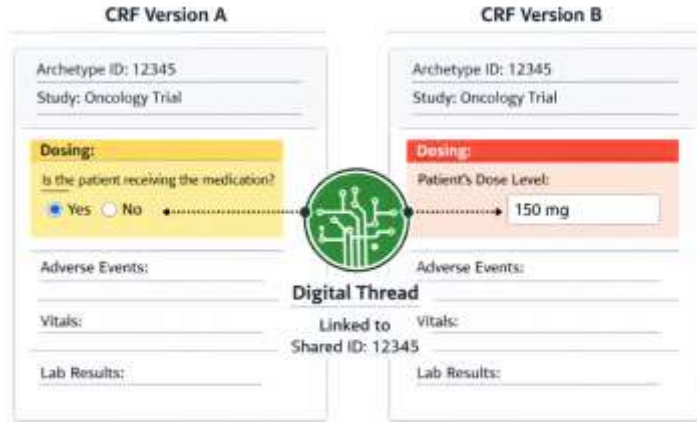 CRF Version A
Archetype ID: 12345
Study: Oncology Trial
Dosing:
Is the patient receiving the medication?
Yes
No
Adverse Events:
Vitals:
Lab Results:
Digital Thread
Linked to
Shared ID: 12345
CRF Version B
Archetype ID: 12345
Study: Oncology Trial
Dosing:
Patient's Dose Level:
150 mg
Adverse Events:
Vitals:
Lab Results: